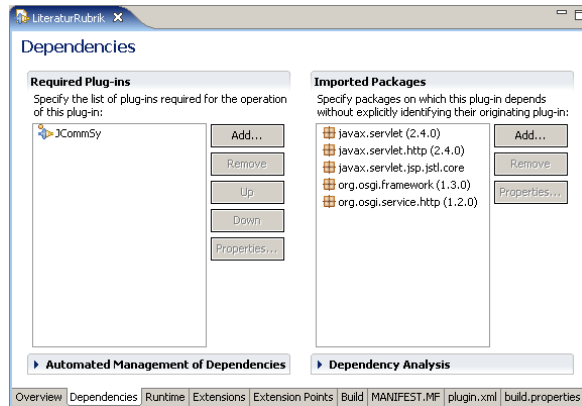 LiteraturRubrik
Dependencies
Required Plug-ins
Specify the list of plug-ins required for the operation
of this plug-in:
JCommSy
Add...
Remove
Up
Down
Properties...
Imported Packages
Specify packages on which this plug-in depends
without explicitly identifying their originating plug-in:
javax.servlet (2.4.0)
javax.servlet.http (2.4.0)
javax.servlet.jsp.jstl.core
org.osgi.framework (1.3.0)
org.osgi.service.http (1.2.0)
Add...
Remove
Properties...
Automated Management of Dependencies
Dependency Analysis
Overview Dependencies Runtime Extensions Extension Points Build MANIFEST.MF plugin.xml build.properties